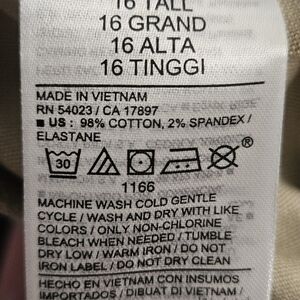 16 TALL
16 GRAND
16 ALTA
16 TINGGI
MADE IN VIETNAM
RN 54023 / CA 17897
■ US : 98% COTTON, 2% SPANDEX /
ELASTANE
30
®
1166
MACHINE WASH COLD GENTLE
CYCLE / WASH AND DRY WITH LIKE
COLORS / ONLY NON-CHLORINE
BLEACH WHEN NEEDED / TUMBLE
DRY LOW / WARM IRON / DO NOT
IRON LABEL / DO NOT DRY CLEAN
HECHO EN VIETNAM CON INSUMOS
IMPORTADOS / DIBUAT DI VIETNAM /